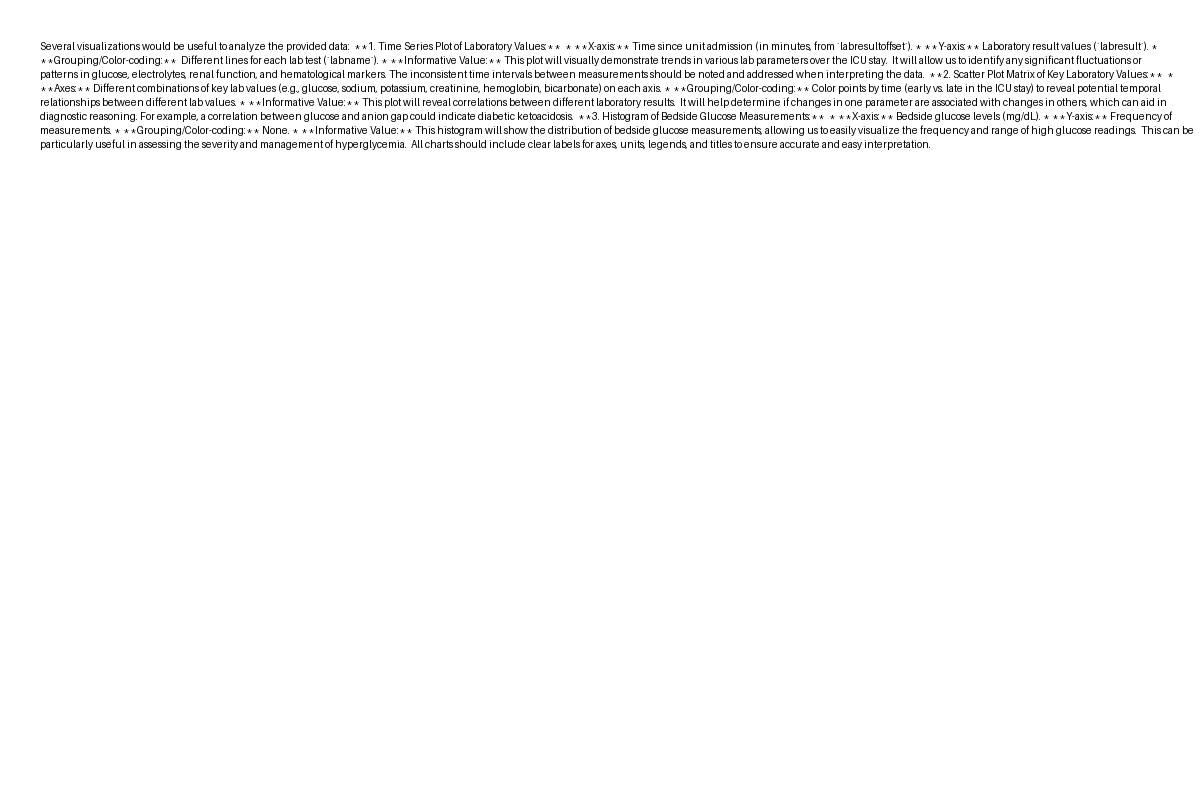 Several visualizations would be useful to analyze the provided data:  **1. Time Series Plot of Laboratory Values:**  * **X-axis:** Time since unit admission (in minutes, from `labresultoffset`). * **Y-axis:** Laboratory result values (`labresult`). *
**Grouping/Color-coding:**  Different lines for each lab test (`labname`). * **Informative Value:** This plot will visually demonstrate trends in various lab parameters over the ICU stay.  It will allow us to identify any significant fluctuations or
patterns in glucose, electrolytes, renal function, and hematological markers.  The inconsistent time intervals between measurements should be noted and addressed when interpreting the data.  **2. Scatter Plot Matrix of Key Laboratory Values:**  *
**Axes:** Different combinations of key lab values (e.g., glucose, sodium, potassium, creatinine, hemoglobin, bicarbonate) on each axis. * **Grouping/Color-coding:** Color points by time (early vs. late in the ICU stay) to reveal potential temporal
relationships between different lab values. * **Informative Value:** This plot will reveal correlations between different laboratory results.  It will help determine if changes in one parameter are associated with changes in others, which can aid in
diagnostic reasoning. For example, a correlation between glucose and anion gap could indicate diabetic ketoacidosis.  **3. Histogram of Bedside Glucose Measurements:**  * **X-axis:** Bedside glucose levels (mg/dL). * **Y-axis:** Frequency of
measurements. * **Grouping/Color-coding:** None. * **Informative Value:** This histogram will show the distribution of bedside glucose measurements, allowing us to easily visualize the frequency and range of high glucose readings.  This can be
particularly useful in assessing the severity and management of hyperglycemia.  All charts should include clear labels for axes, units, legends, and titles to ensure accurate and easy interpretation.